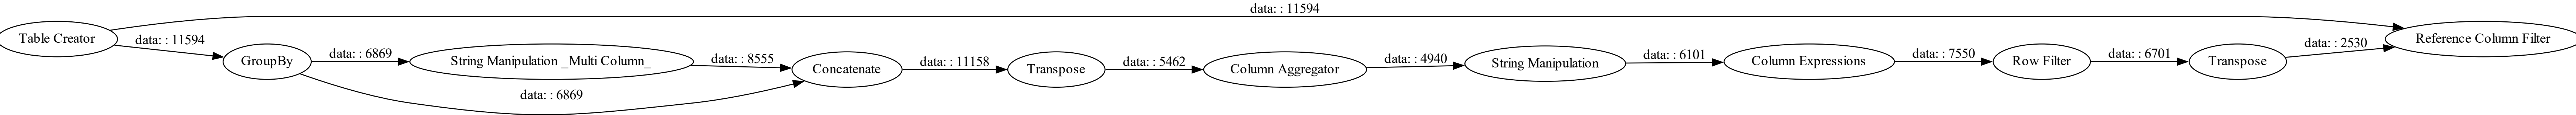 data: : 11594
Table Creator
data: : 11594
GroupBy
data: : 6869
String Manipulation _Multi Column_
data: : 8555
data: : 6869
Concatenate
data: : 11158
Transpose
data: : 5462
Column Aggregator
data: : 4940
String Manipulation
data: : 6101
Column Expressions
data: : 7550
Row Filter
data: : 6701
Transpose
data: : 2530
Reference Column Filter